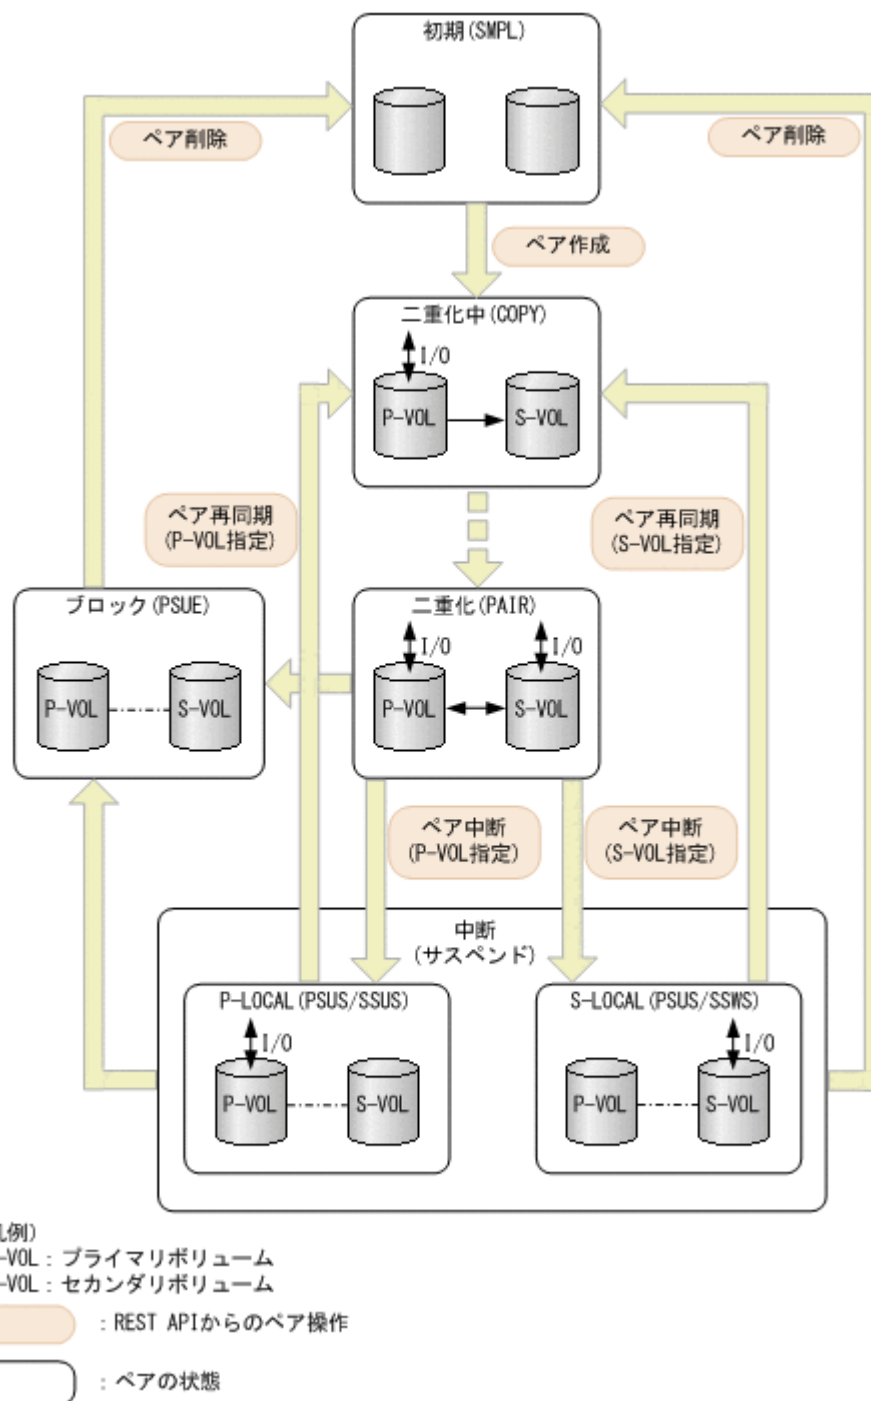 初期(SMPL)
ペア削除
ペア削除
ペア作成
二重化中(COPY)
I/O
P-VOL
S-VOL
ペア再同期
(P-VOL指定)
ペア再同期
(S-VOL指定)
ブロック(PSUE)
P-VOL
S-VOL
二重化(PAIR)
I/O
I/O
P-VOL
S-VOL
ペア中断
(P-VOL指定)
ペア中断
(S-VOL指定)
中断
(サスペンド)
P-LOCAL(PSUS/SSUS)
I/O
P-VOL
S-VOL
S-LOCAL(PSUS/SSWS)
I/O
P-VOL
S-VOL
例)
-VOL：プライマリボリューム
-VOL：セカンダリボリューム
：REST APIからのペア操作
：ペアの状態